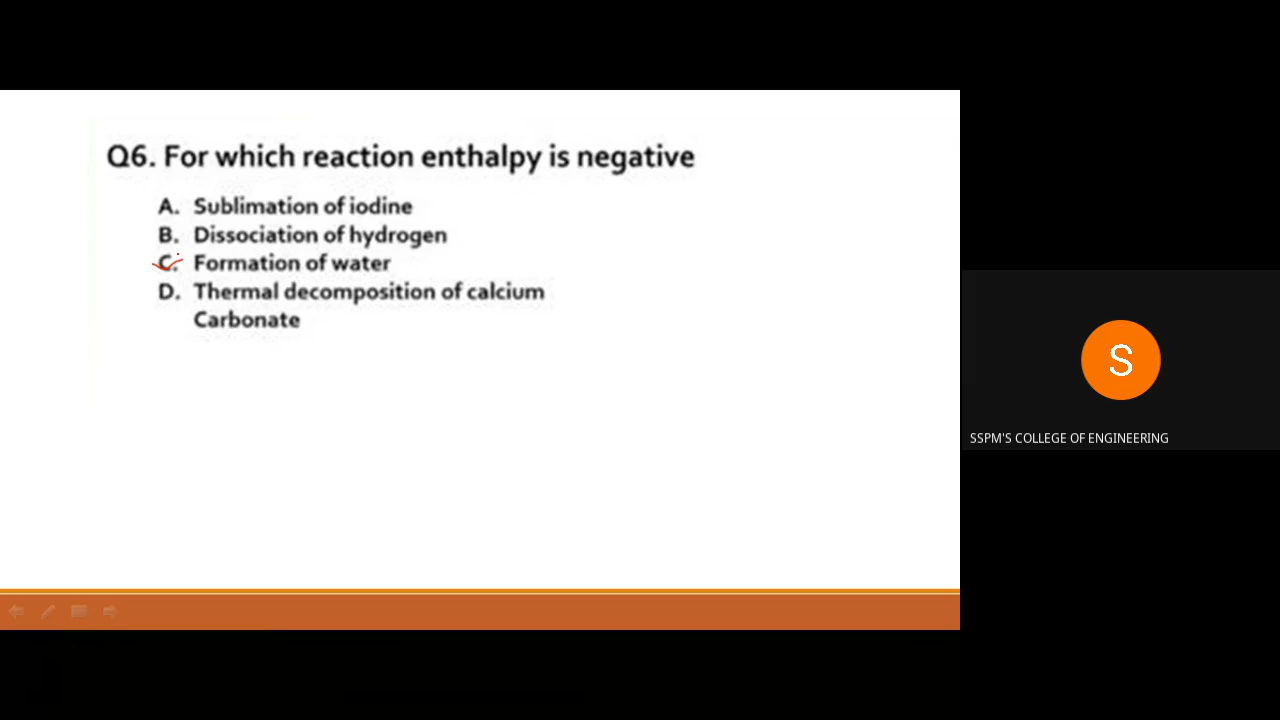 Q6. For which reaction enthalpy is negative
A. Sublimation of iodine
B. Dissociation of hydrogen
C. Formation of water
D. Thermal decomposition of calcium
Carbonate
S
SSPM'S COLLEGE OF ENGINEERING